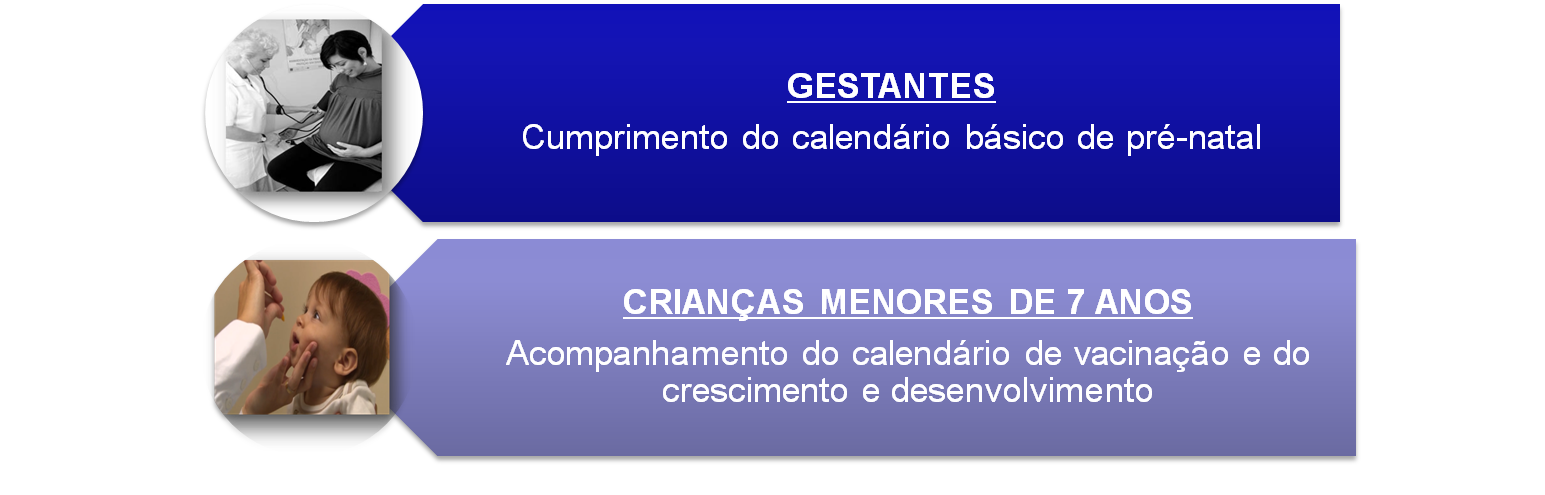 GESTANTES
Cumprimento do calendário básico de pré-natal
CRIANÇAS MENORES DE 7 ANOS
Acompanhamento do calendário de vacinação e do
crescimento e desenvolvimento